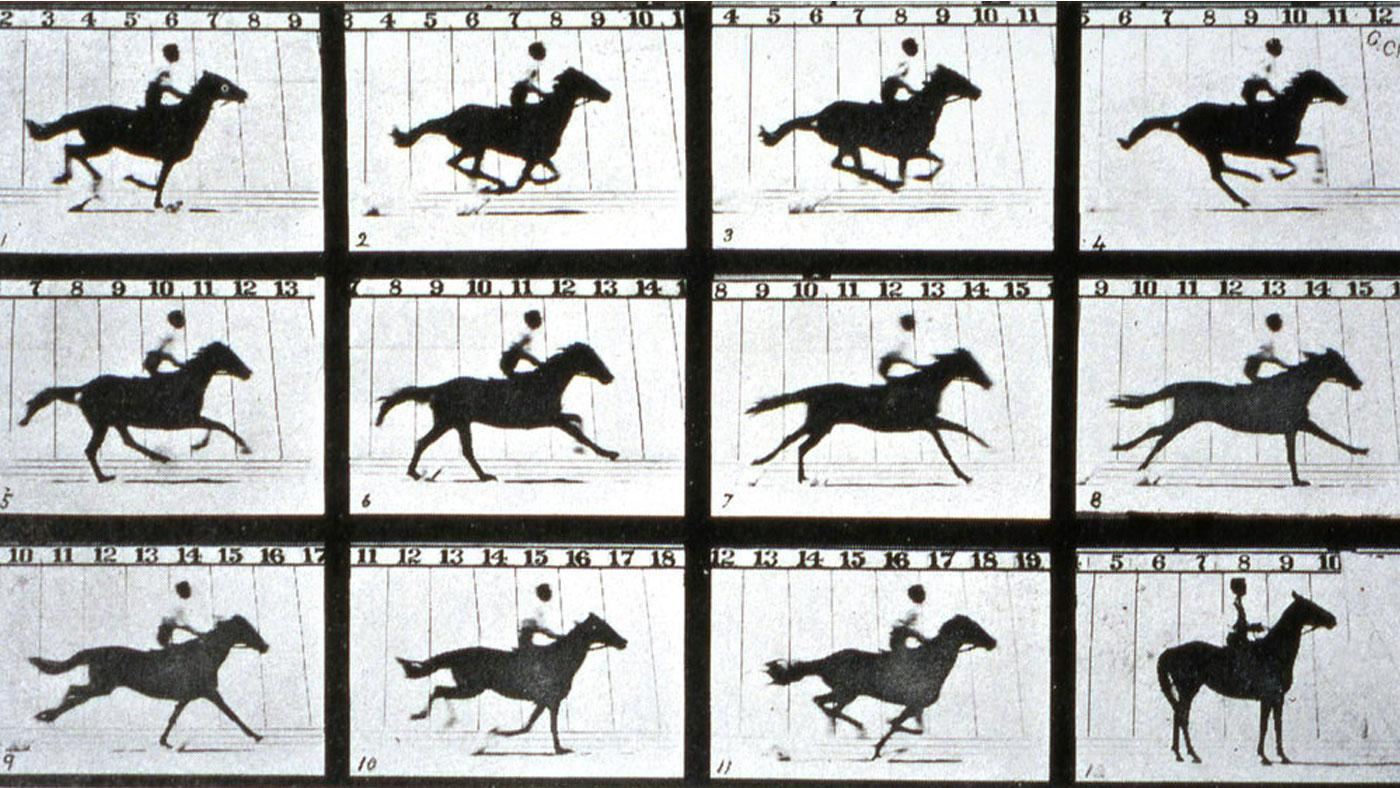 2 3 4 5 6 7 8 9
3 4 5 6 7 8 9 10 1
4 5 6 7 8 9 10 11
5 6 7 8 9 10 11 12
1
2
3
4
7 8 9 10 11 12 13
7 8 9 10 11 12 13 14 1
8 9 10 11 12 13 14 15
9 10 11 12 13 14 15 1
5
6
7
8
10 11 12 13 14 15 16 17
11 12 13 14 15 16 17 18
12 13 14 15 16 17 18 19
5 6 7 8 9 10
9
10
11